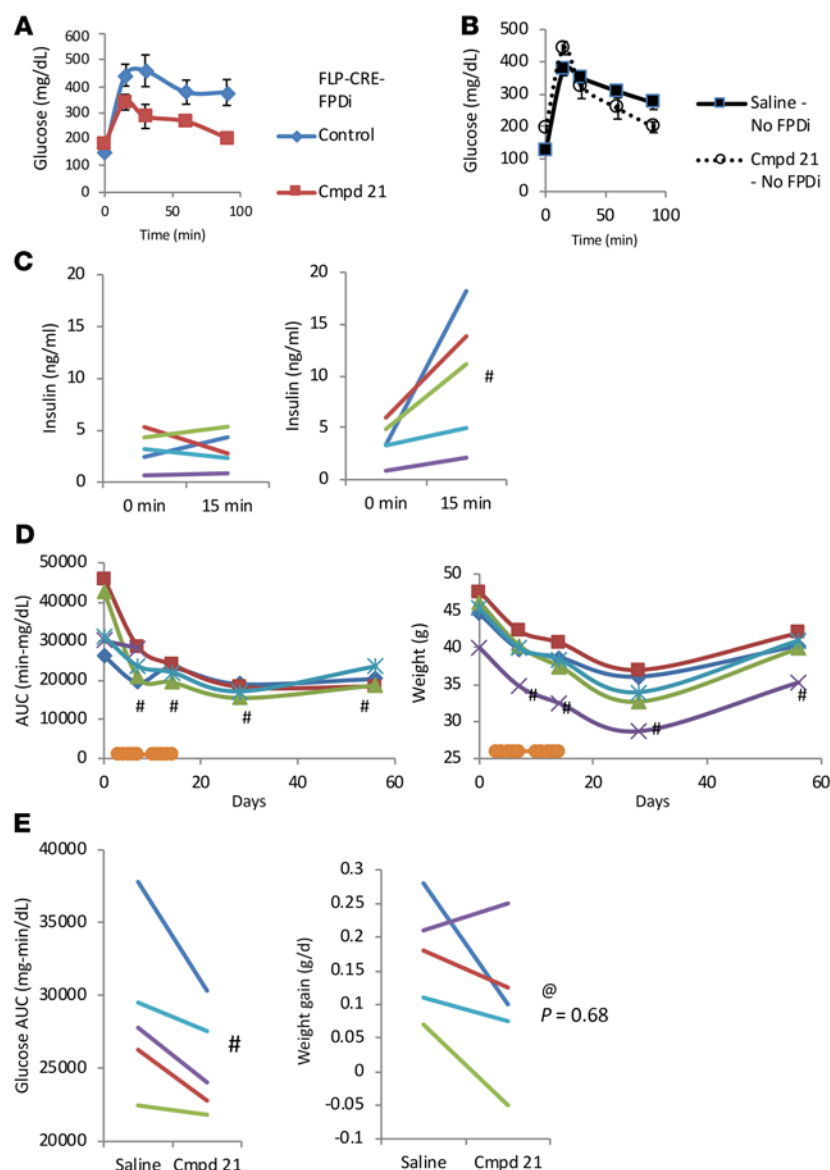 A
600
500
400
300
200
100
0
Glucose (mg/dL)
0
50
100
Time (min)
FLP-CRE-
FPDi
Control
Cmpd 21
B
500
400
300
200
100
0
Glucose (mg/dL)
0
50
100
Time (min)
Saline -
No FPDi
Cmpd 21
- No FPDi
C
20
15
10
5
0
Insulin (ng/ml)
0 min
15 min
20
15
10
5
0
Insulin (ng/ml)
0 min
15 min
#
D
50000
40000
30000
20000
10000
0
AUC (min-mg/dL)
# # # #
0
20
40
60
Days
50
45
40
35
30
25
Weight (g)
# # # #
0
20
40
60
Days
E
40000
35000
30000
25000
20000
Glucose AUC (mg-min/dL)
#
Saline Cmpd 21
0.3
0.25
0.2
0.15
0.1
0.05
0
-0.05
-0.1
Weight gain (g/d)
@
P = 0.68
Saline Cmpd 21